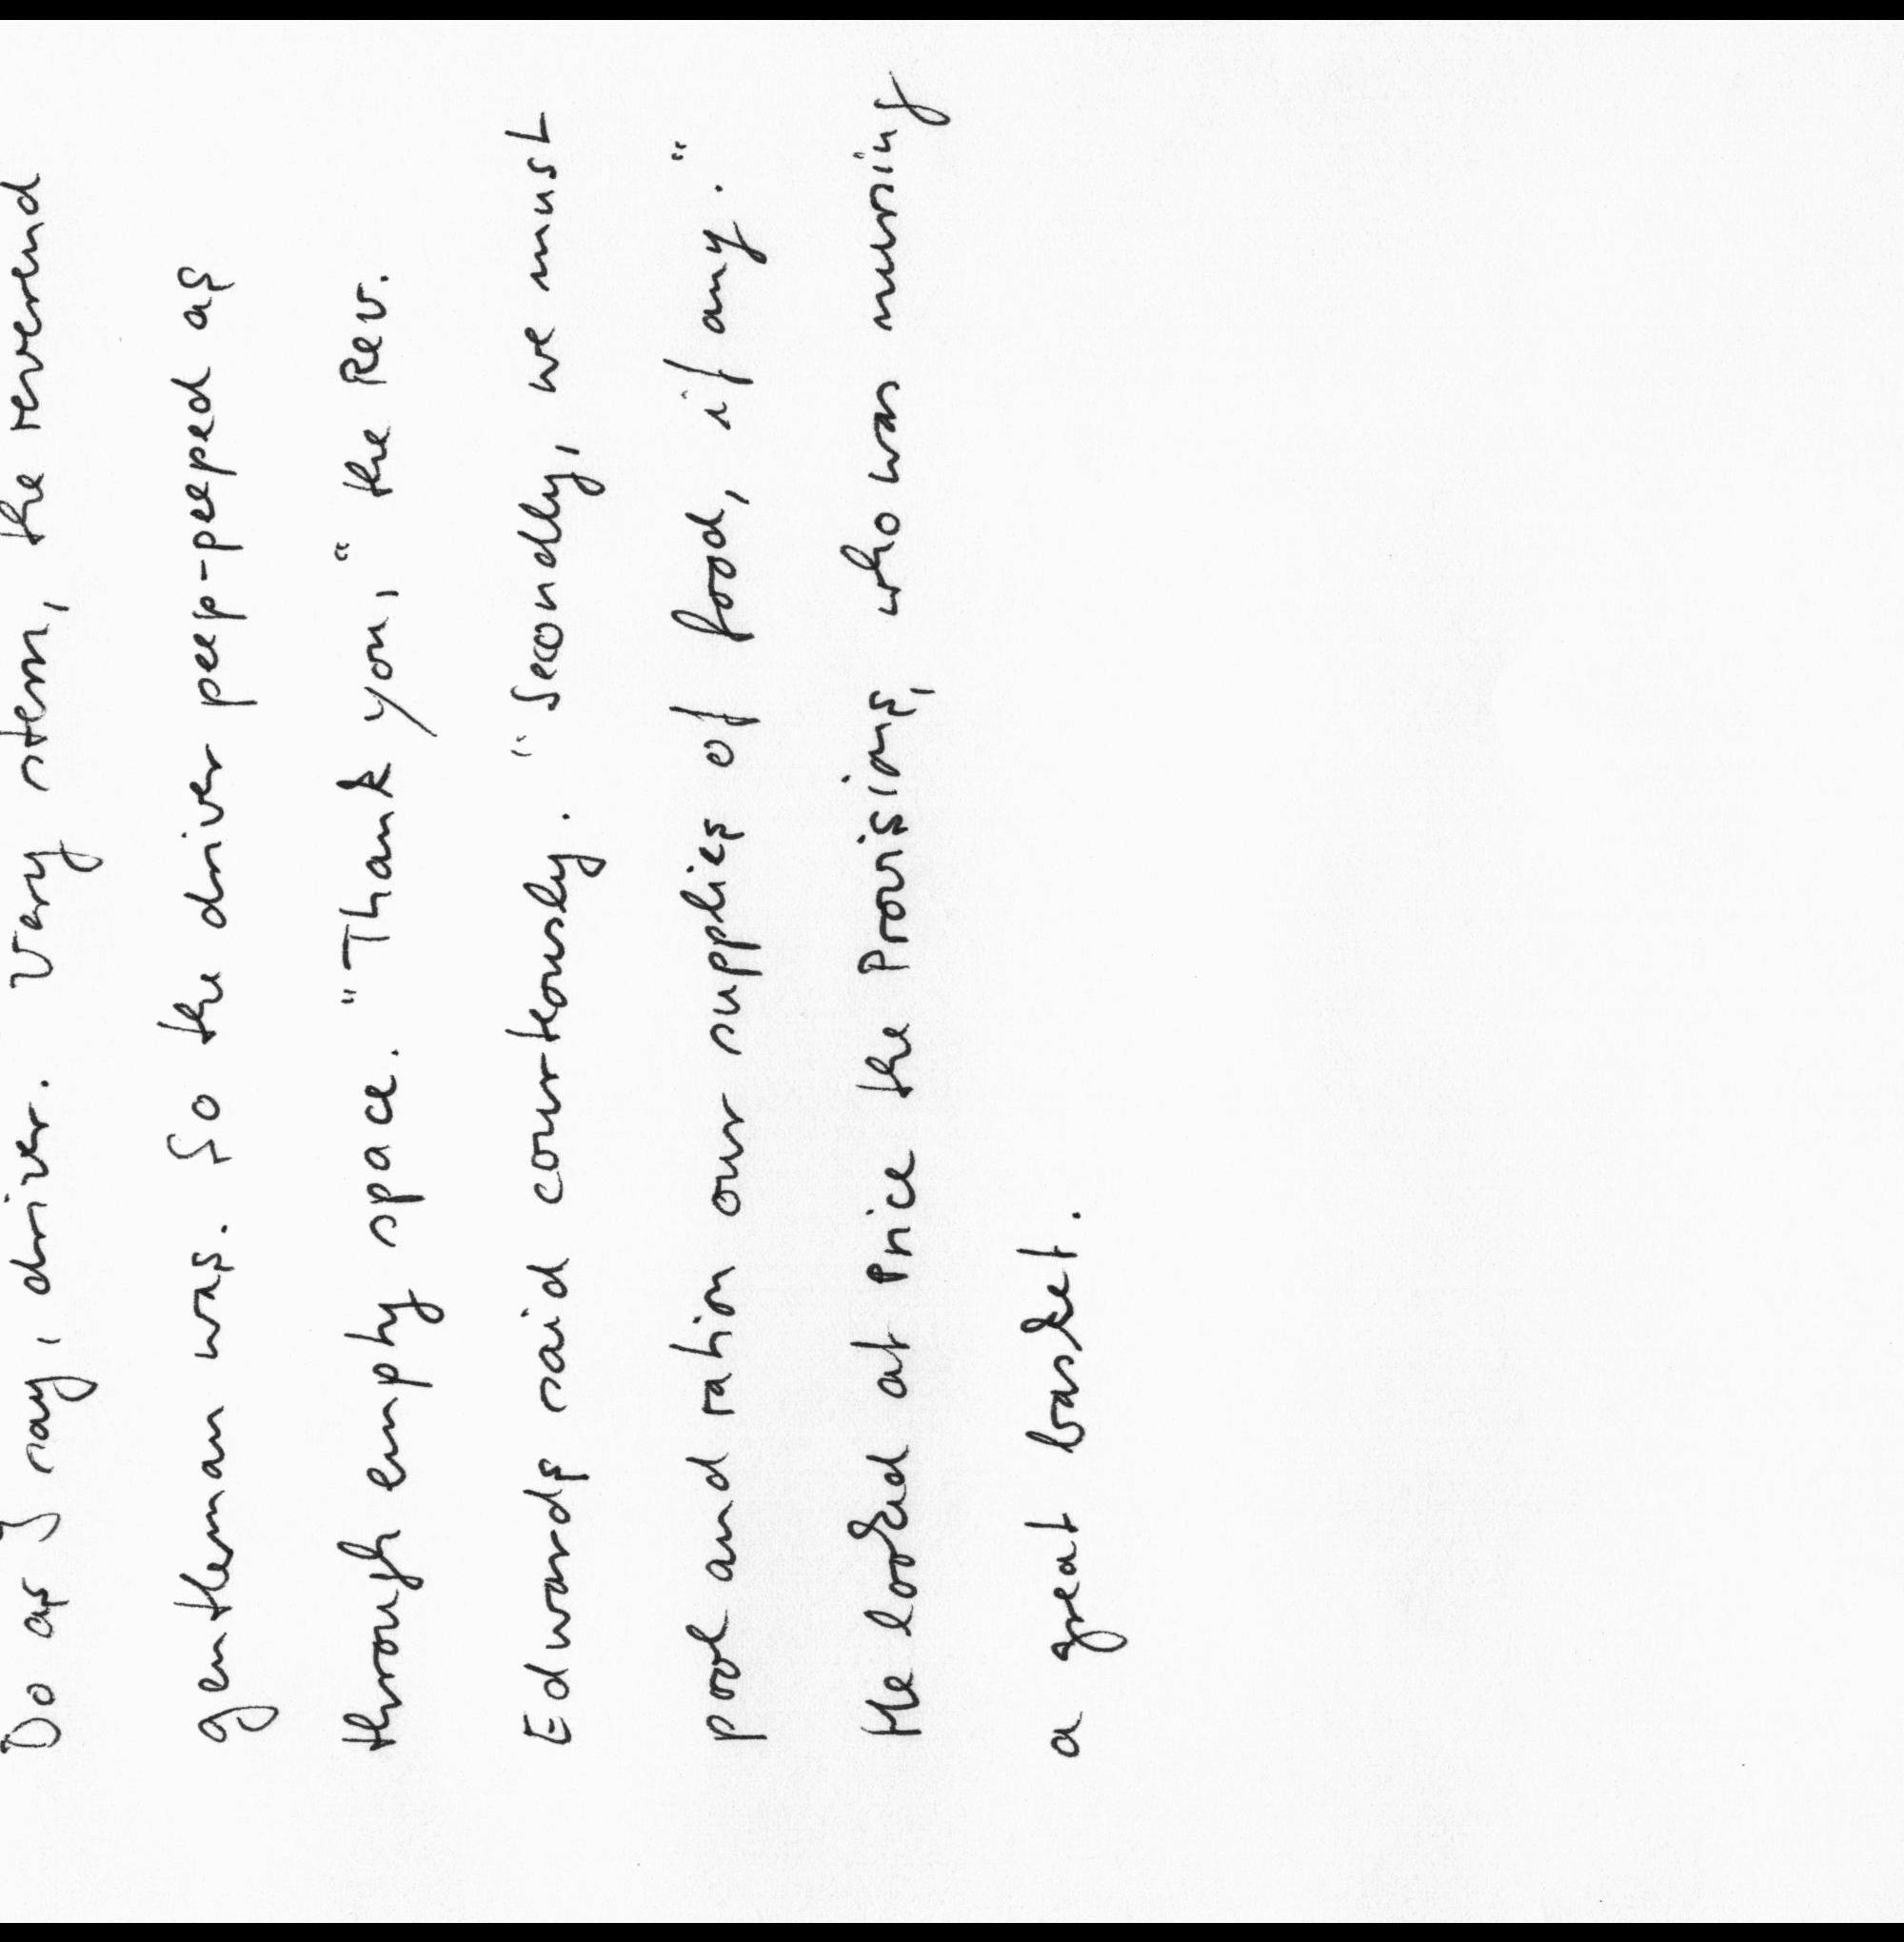 Do as I say, driver. Very stern, the reverend
gentleman was. So the driver peep-peeped as
through empty space. "Thank you," the Rev.
Edwards said courteously. "Secondly, we must
pool and ration our supplies of food, if any."
He looked at Price the Provisions, who was nursing
a great basket.